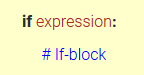 if expression:
# If-block